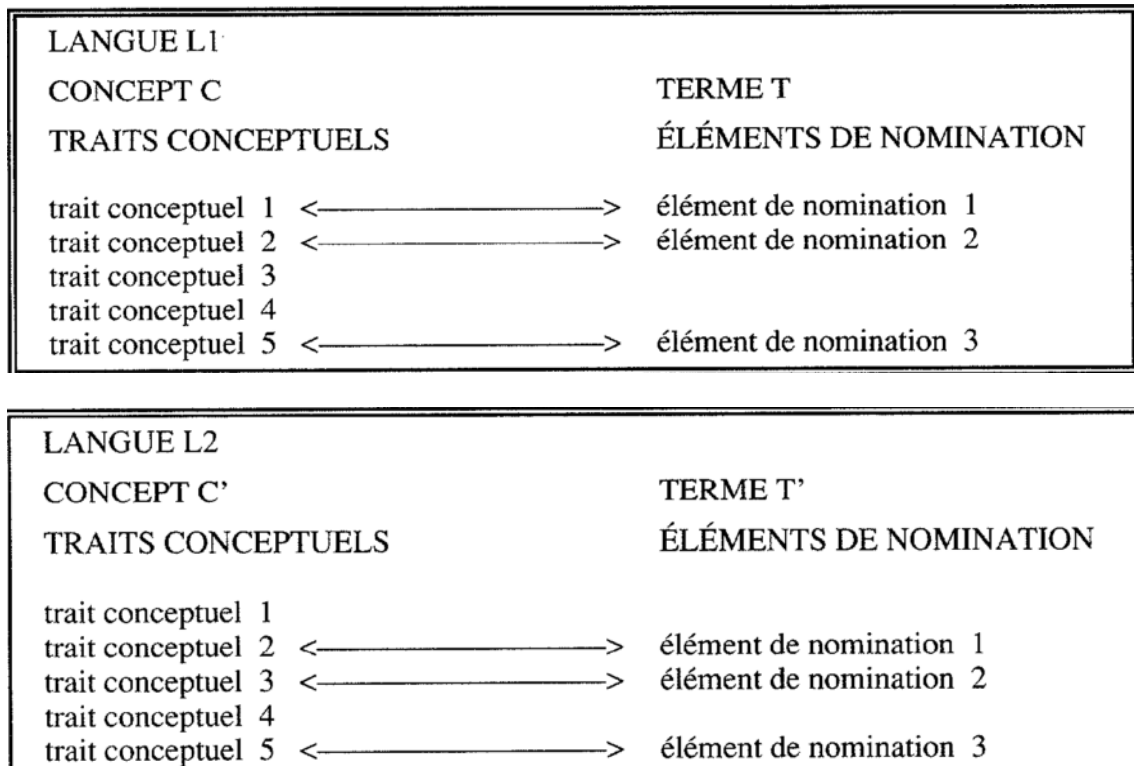 LANGUE L1
CONCEPT C TERME T
TRAITS CONCEPTUELS ÉLÉMENTS DE NOMINATION
trait conceptuel 1 <————————> élément de nomination 1
trait conceptuel 2 <————————> élément de nomination 2
trait conceptuel 3
trait conceptuel 4
trait conceptuel 5 <————————> élément de nomination 3
LANGUE L2
CONCEPT C’ TERME T’
TRAITS CONCEPTUELS ÉLÉMENTS DE NOMINATION
trait conceptuel 1
trait conceptuel 2 <————————> élément de nomination 1
trait conceptuel 3 <————————> élément de nomination 2
trait conceptuel 4
trait conceptuel 5 <————————> élément de nomination 3